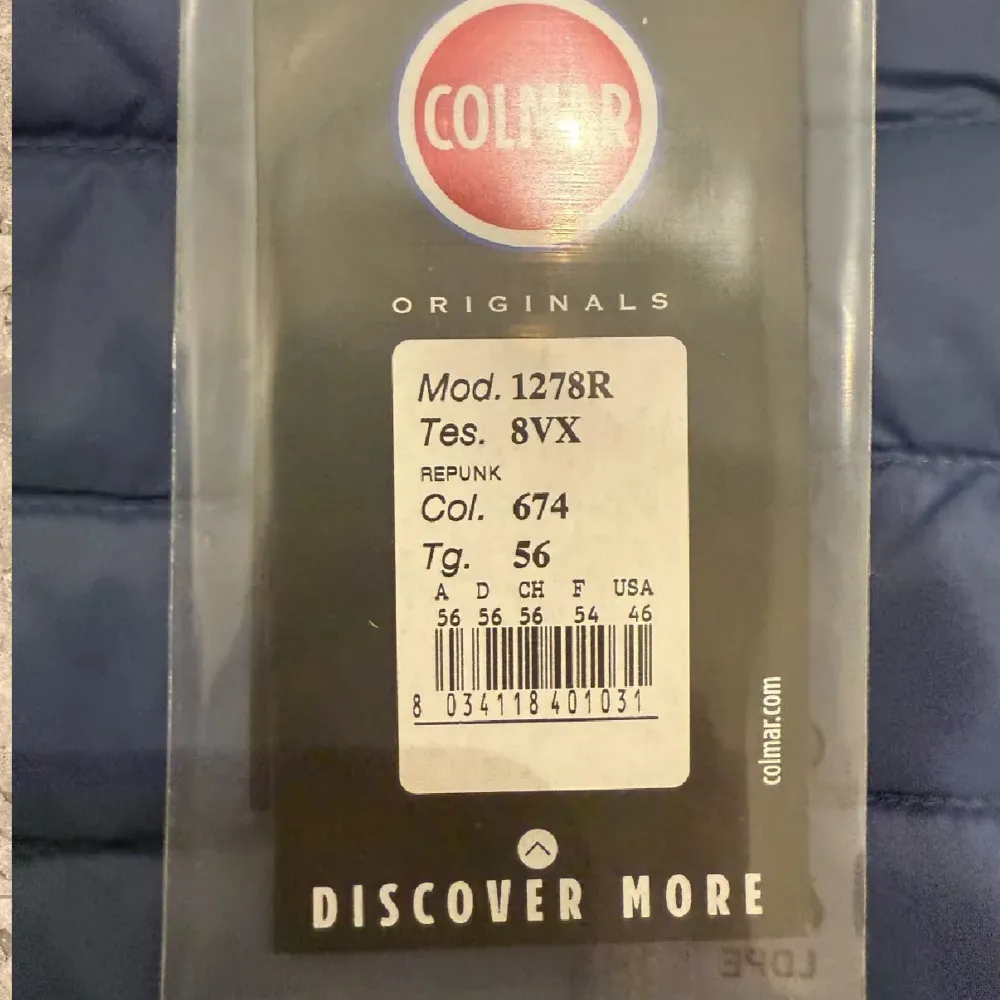 COLMAR
ORIGINALS
Mod. 1278R
Tes. 8VX
REPUNK
Col. 674
Tg. 56
A D CH F USA
56 56 56 54 46
8 034118 401031
colmar.com
DISCOVER MORE
LDPE